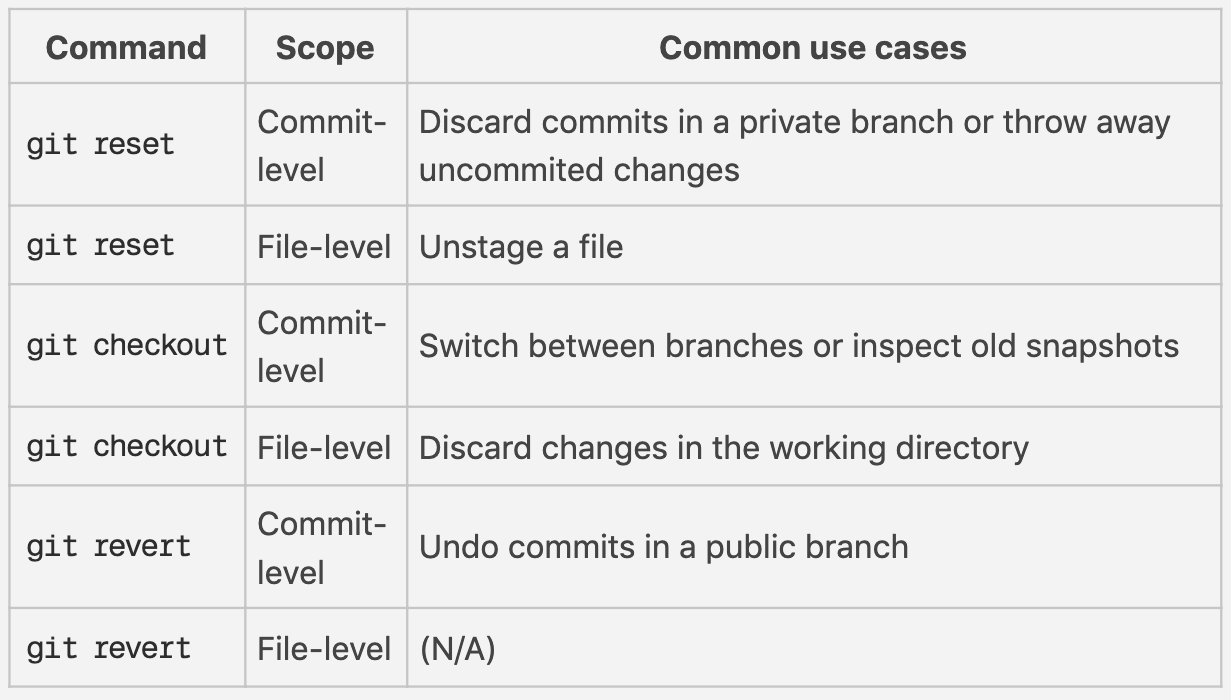 Command Scope Common use cases
git reset Commit-level Discard commits in a private branch or throw away
uncommited changes
git reset File-level Unstage a file
git checkout Commit-level Switch between branches or inspect old snapshots
git checkout File-level Discard changes in the working directory
git revert Commit-level Undo commits in a public branch
git revert File-level (N/A)